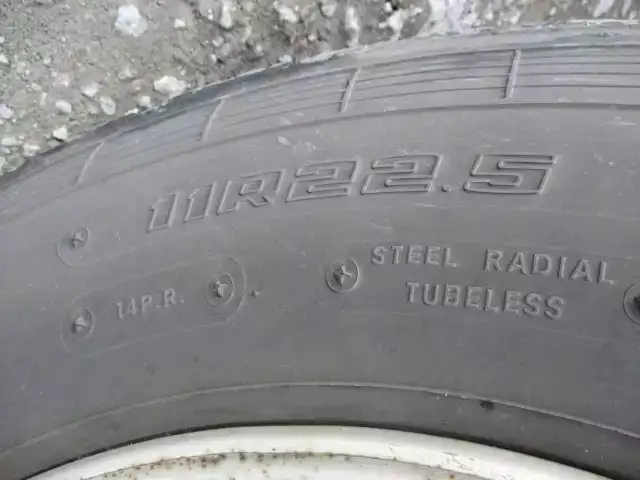 11R22.5
14P.R.
STEEL RADIAL
TUBELESS